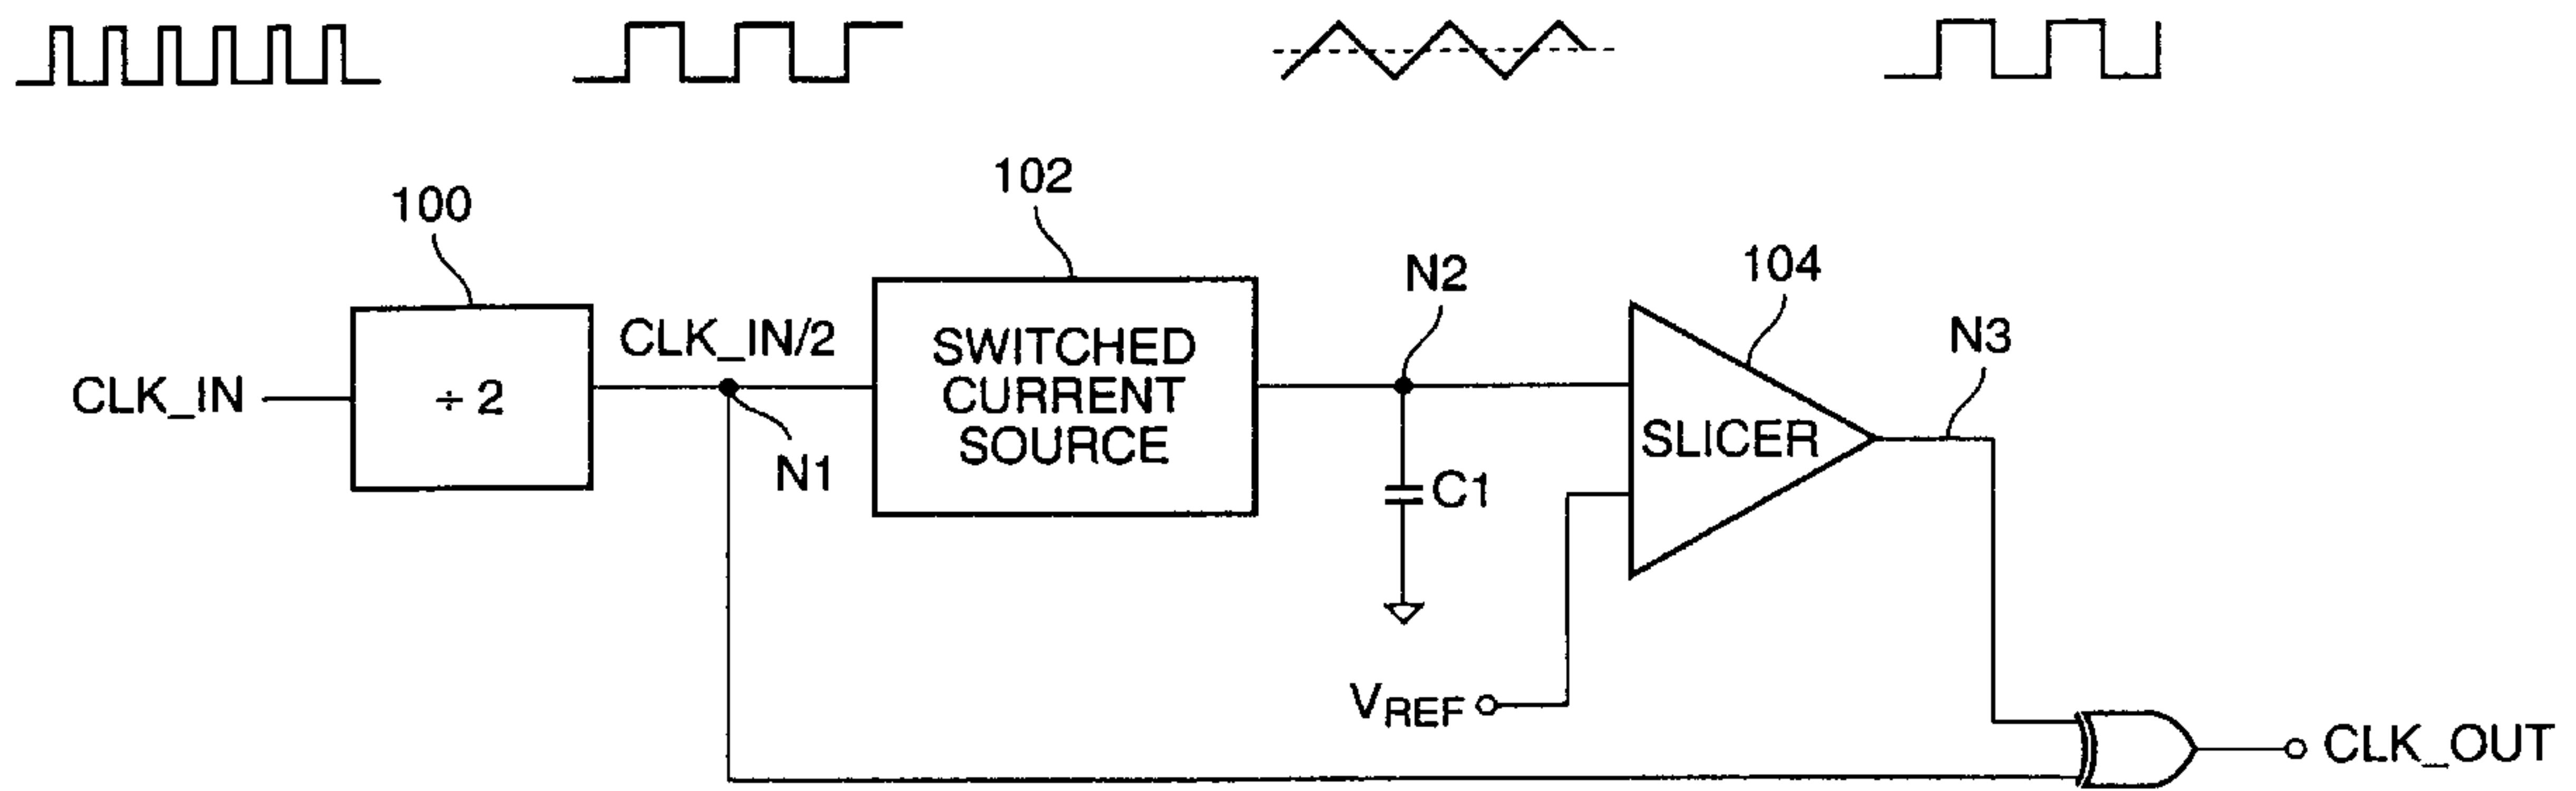 100
102
104
N2
N3
CLK_IN/2
CLK_IN
÷ 2
SWITCHED
CURRENT
SOURCE
N1
SLICER
C1
VREF
CLK_OUT